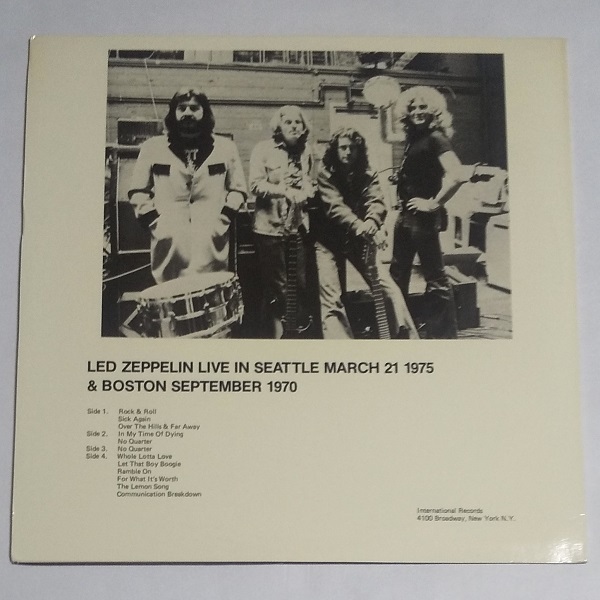 LED ZEPPELIN LIVE IN SEATTLE MARCH 21 1975
& BOSTON SEPTEMBER 1970
Side 1. Rock & Roll
Sick Again
Over The Hills & Far Away
Side 2. In My Time Of Dying
No Quarter
Side 3. No Quarter
Side 4. Whole Lotta Love
Let That Boy Boogie
Ramble On
For What It's Worth
The Lemon Song
Communication Breakdown
International Records
4100 Broadway, New York N.Y.